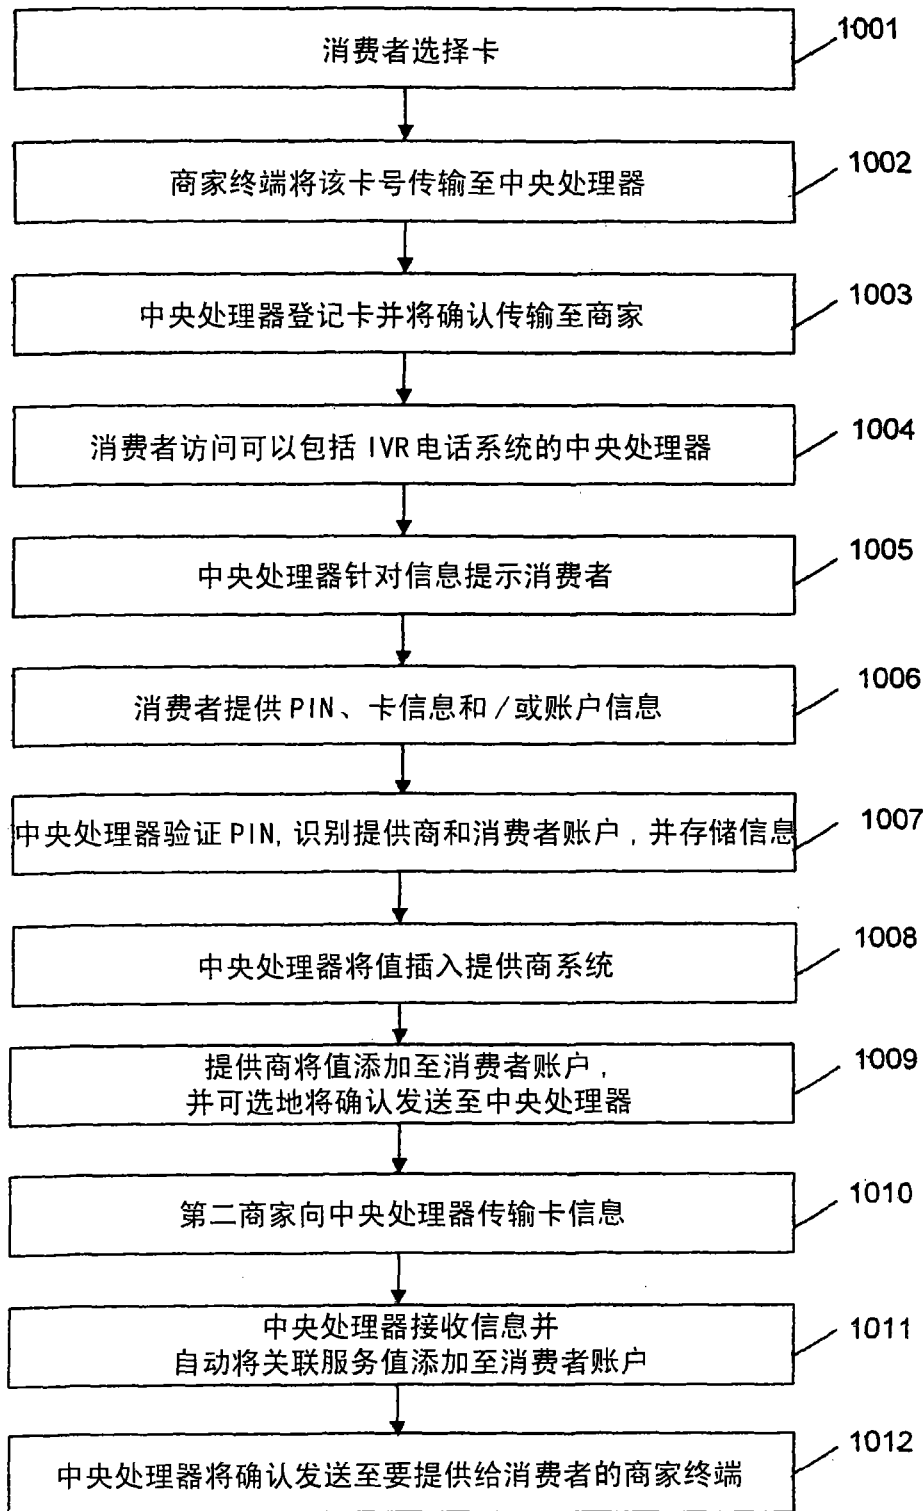 消费者选择卡
1001
商家终端将该卡号传输至中央处理器
1002
中央处理器登记卡并将确认传输至商家
1003
消费者访问可以包括 IVR 电话系统的中央处理器
1004
中央处理器针对信息提示消费者
1005
消费者提供 PIN、卡信息和 /或账户信息
1006
中央处理器验证 PIN, 识别提供商和消费者账户 , 并存储信息
1007
中央处理器将值插入提供商系统
1008
提供商将值添加至消费者账户 ,
并可选地将确认发送至中央处理器
1009
第二商家向中央处理器传输卡信息
1010
中央处理器接收信息并
自动将关联服务值添加至消费者账户
1011
中央处理器将确认发送至要提供给消费者的商家终端
1012